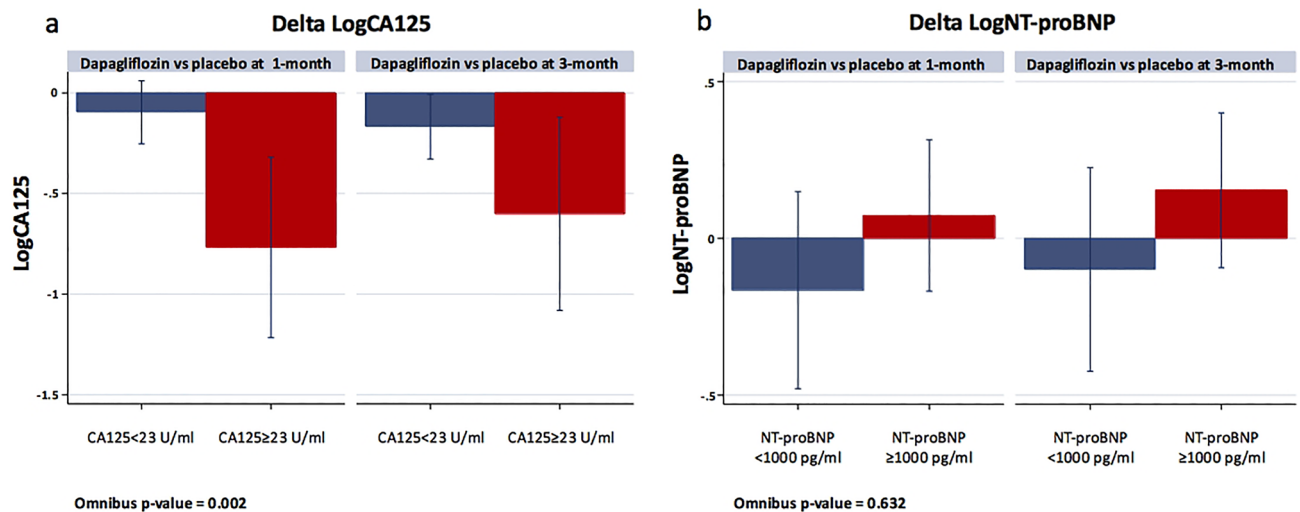 a
Delta LogCA125
Dapagliflozin vs placebo at 1-month
Dapagliflozin vs placebo at 3-month
LogCA125
0
-.5
-1
-1.5
CA125<23 U/ml
CA125≥23 U/ml
CA125<23 U/ml
CA125≥23 U/ml
Omnibus p-value = 0.002
b
Delta LogNT-proBNP
Dapagliflozin vs placebo at 1-month
Dapagliflozin vs placebo at 3-month
LogNT-proBNP
.5
0
-.5
NT-proBNP
<1000 pg/ml
NT-proBNP
≥1000 pg/ml
NT-proBNP
<1000 pg/ml
NT-proBNP
≥1000 pg/ml
Omnibus p-value = 0.632